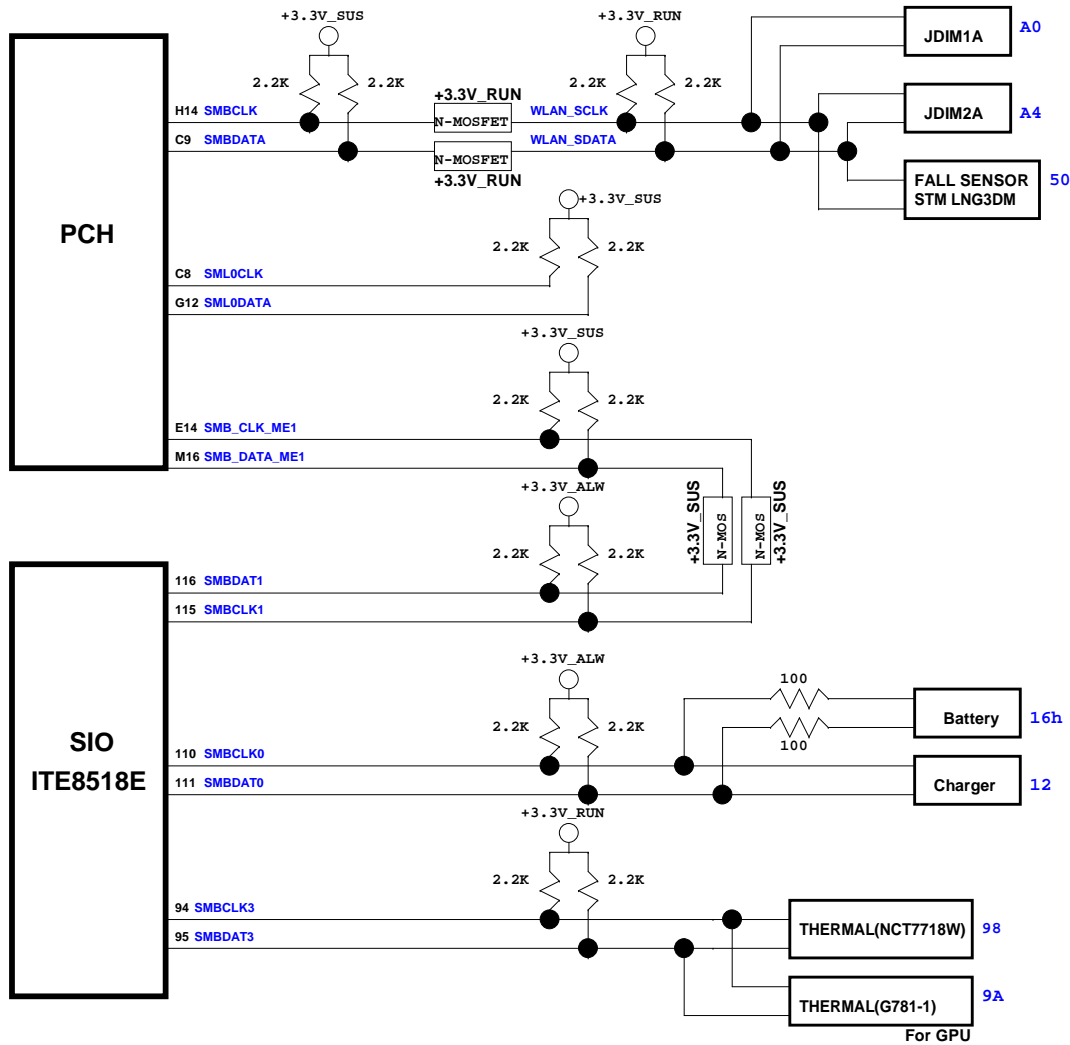 +3.3V_SUS
+3.3V_RUN
JDIM1A
A0
2.2K
2.2K
2.2K
2.2K
+3.3V_RUN
H14 SMBCLK
N-MOSFET
WLAN_SCLK
JDIM2A
A4
C9 SMBDATA
N-MOSFET
WLAN_SDATA
+3.3V_RUN
FALL SENSOR
STM LNG3DM
50
PCH
+3.3V_SUS
2.2K
2.2K
C8 SML0CLK
G12 SML0DATA
+3.3V_SUS
2.2K
2.2K
E14 SMB_CLK_ME1
M16 SMB_DATA_ME1
+3.3V_ALW
+3.3V_SUS
N-MOS
N-MOS
+3.3V_SUS
2.2K
2.2K
116 SMBDAT1
115 SMBCLK1
+3.3V_ALW
100
2.2K
2.2K
Battery
16h
100
SIO
ITE8518E
110 SMBCLK0
111 SMBDAT0
Charger
12
+3.3V_RUN
2.2K
2.2K
94 SMBCLK3
95 SMBDAT3
THERMAL(NCT7718W)
98
THERMAL(G781-1)
9A
For GPU